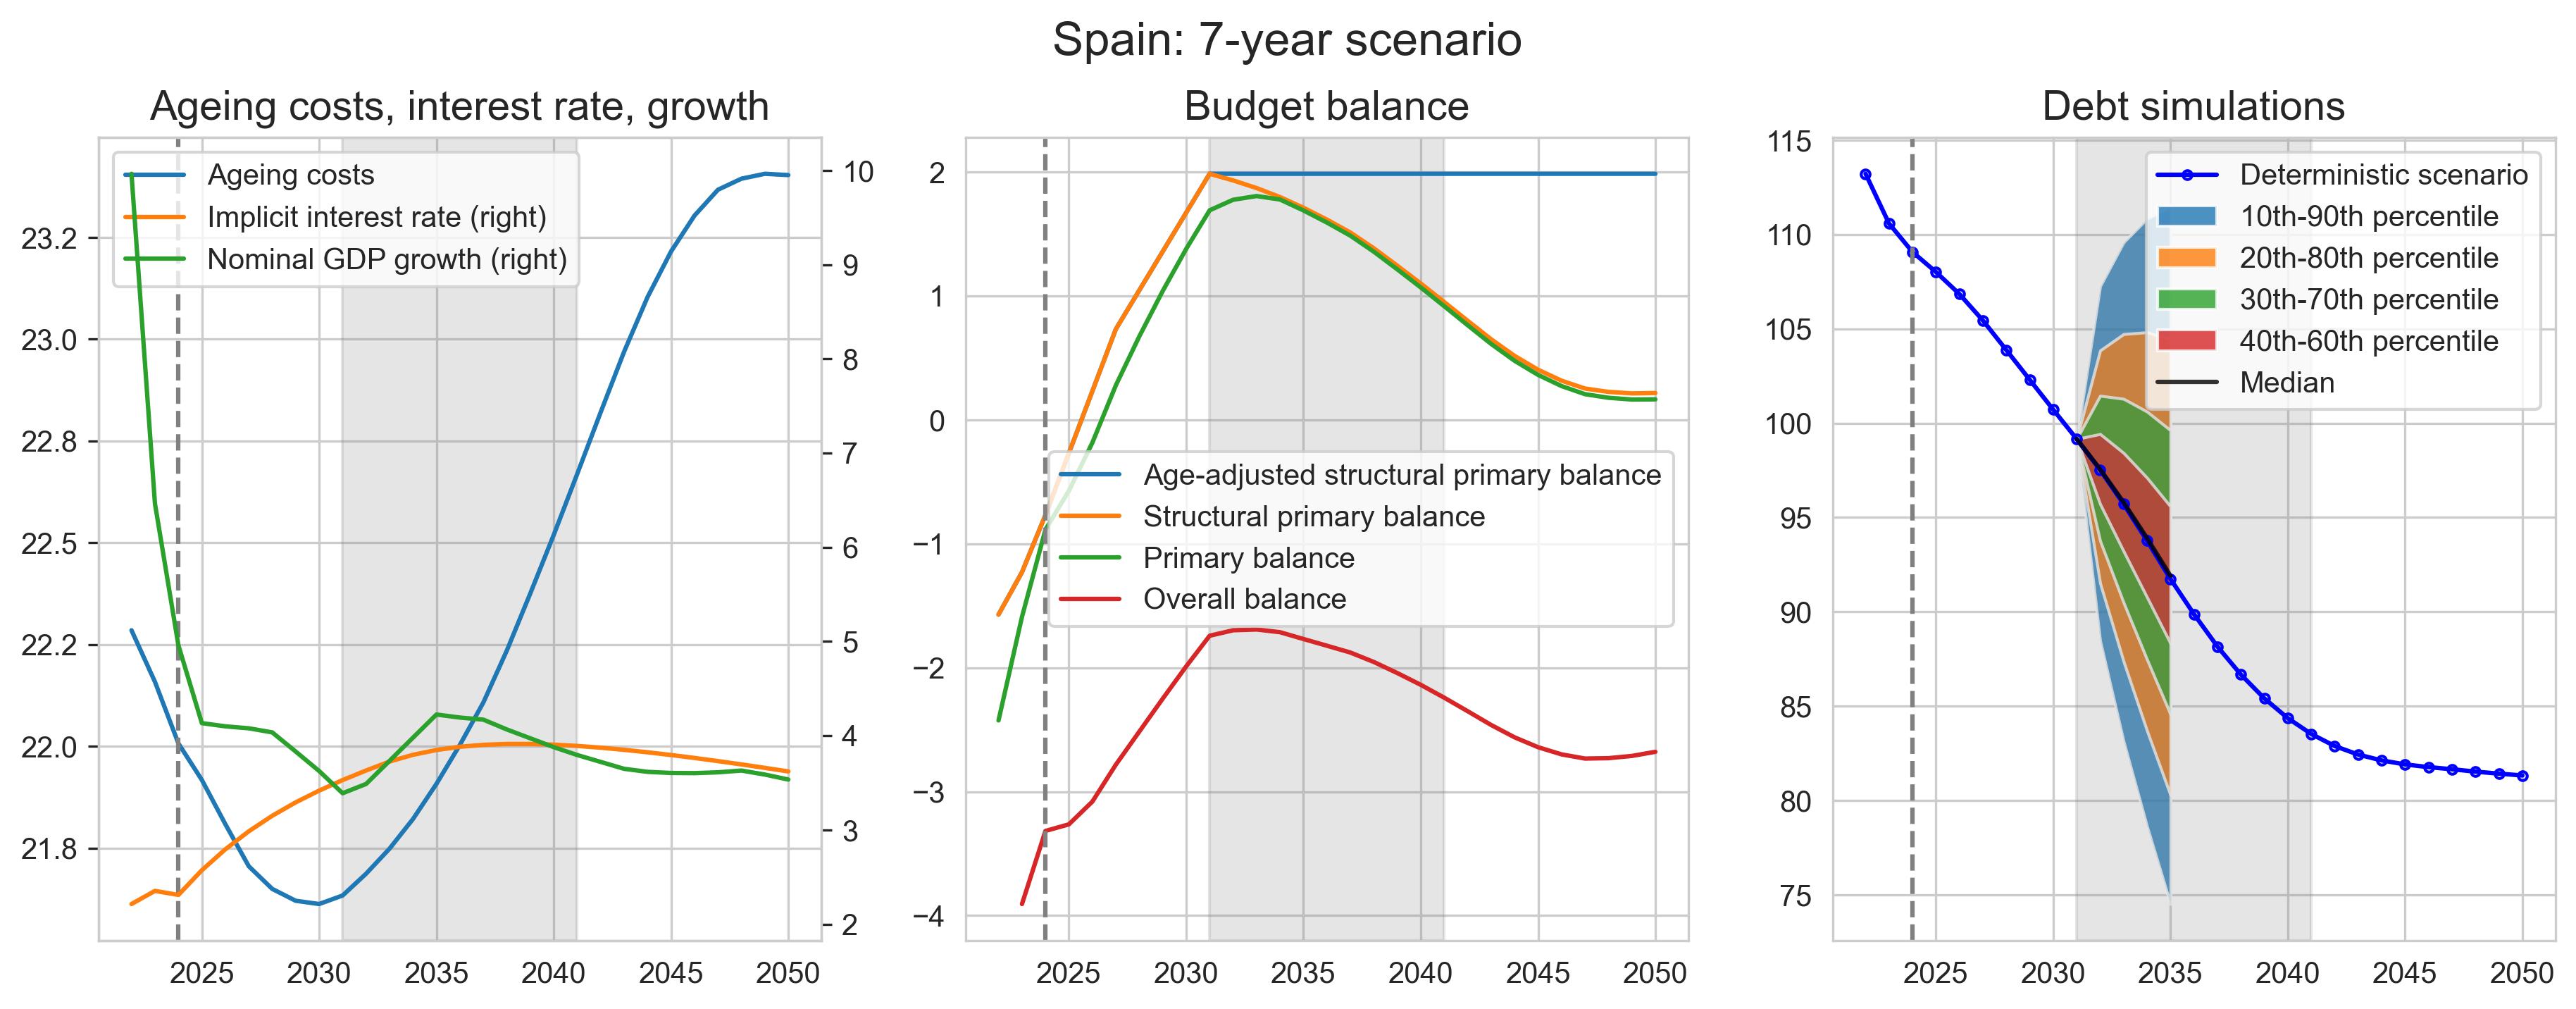 Spain: 7-year scenario
Ageing costs, interest rate, growth
Ageing costs
Implicit interest rate (right)
Nominal GDP growth (right)
23.2
23.0
22.8
22.5
22.2
22.0
21.8
10
9
8
7
6
5
4
3
2
2025 2030 2035 2040 2045 2050
Budget balance
2
1
0
−1
−2
−3
−4
Age-adjusted structural primary balance
Structural primary balance
Primary balance
Overall balance
2025 2030 2035 2040 2045 2050
Debt simulations
115
110
105
100
95
90
85
80
75
Deterministic scenario
10th-90th percentile
20th-80th percentile
30th-70th percentile
40th-60th percentile
Median
2025 2030 2035 2040 2045 2050